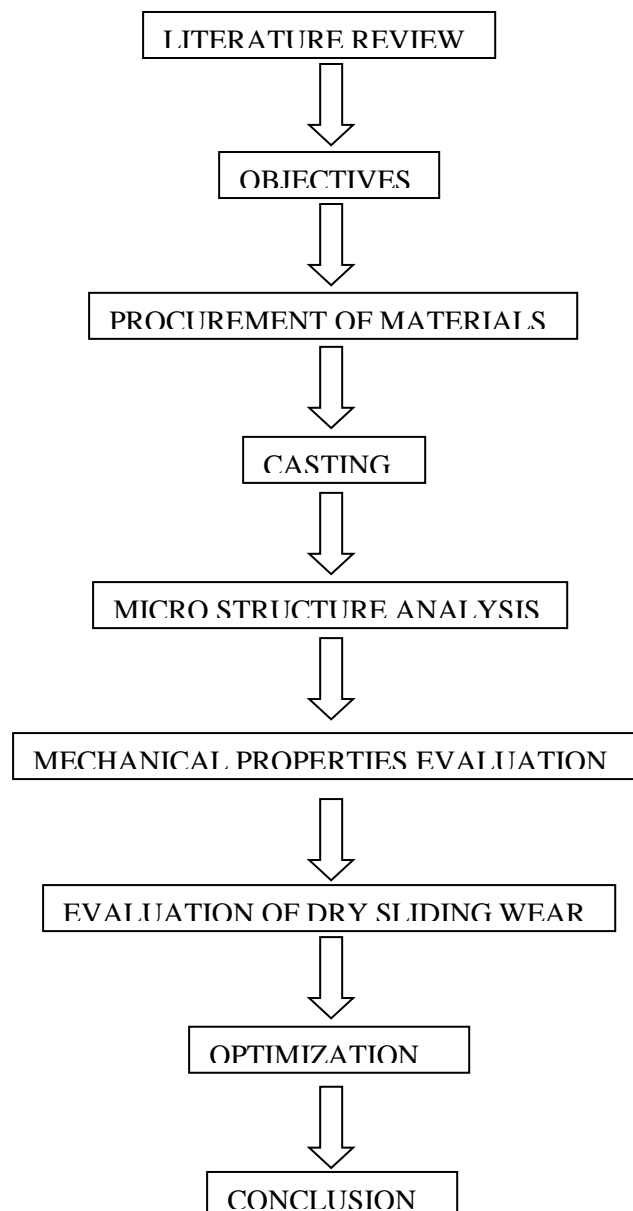 LITERATURE REVIEW
OBJECTIVES
PROCUREMENT OF MATERIALS
CASTING
MICRO STRUCTURE ANALYSIS
MECHANICAL PROPERTIES EVALUATION
EVALUATION OF DRY SLIDING WEAR
OPTIMIZATION
CONCLUSION